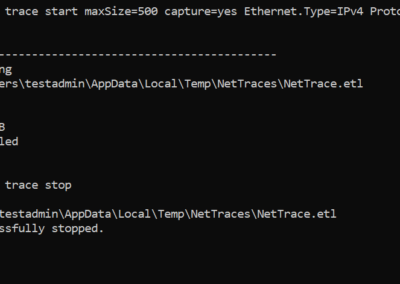 trace start maxSize=500 capture=yes Ethernet.Type=IPv4 Proto
-----------------------------------------
ng
ers\testadmin\AppData\Local\Temp\NetTraces\NetTrace.etl
B
led
trace stop
testadmin\AppData\Local\Temp\NetTraces\NetTrace.etl
ssfully stopped.